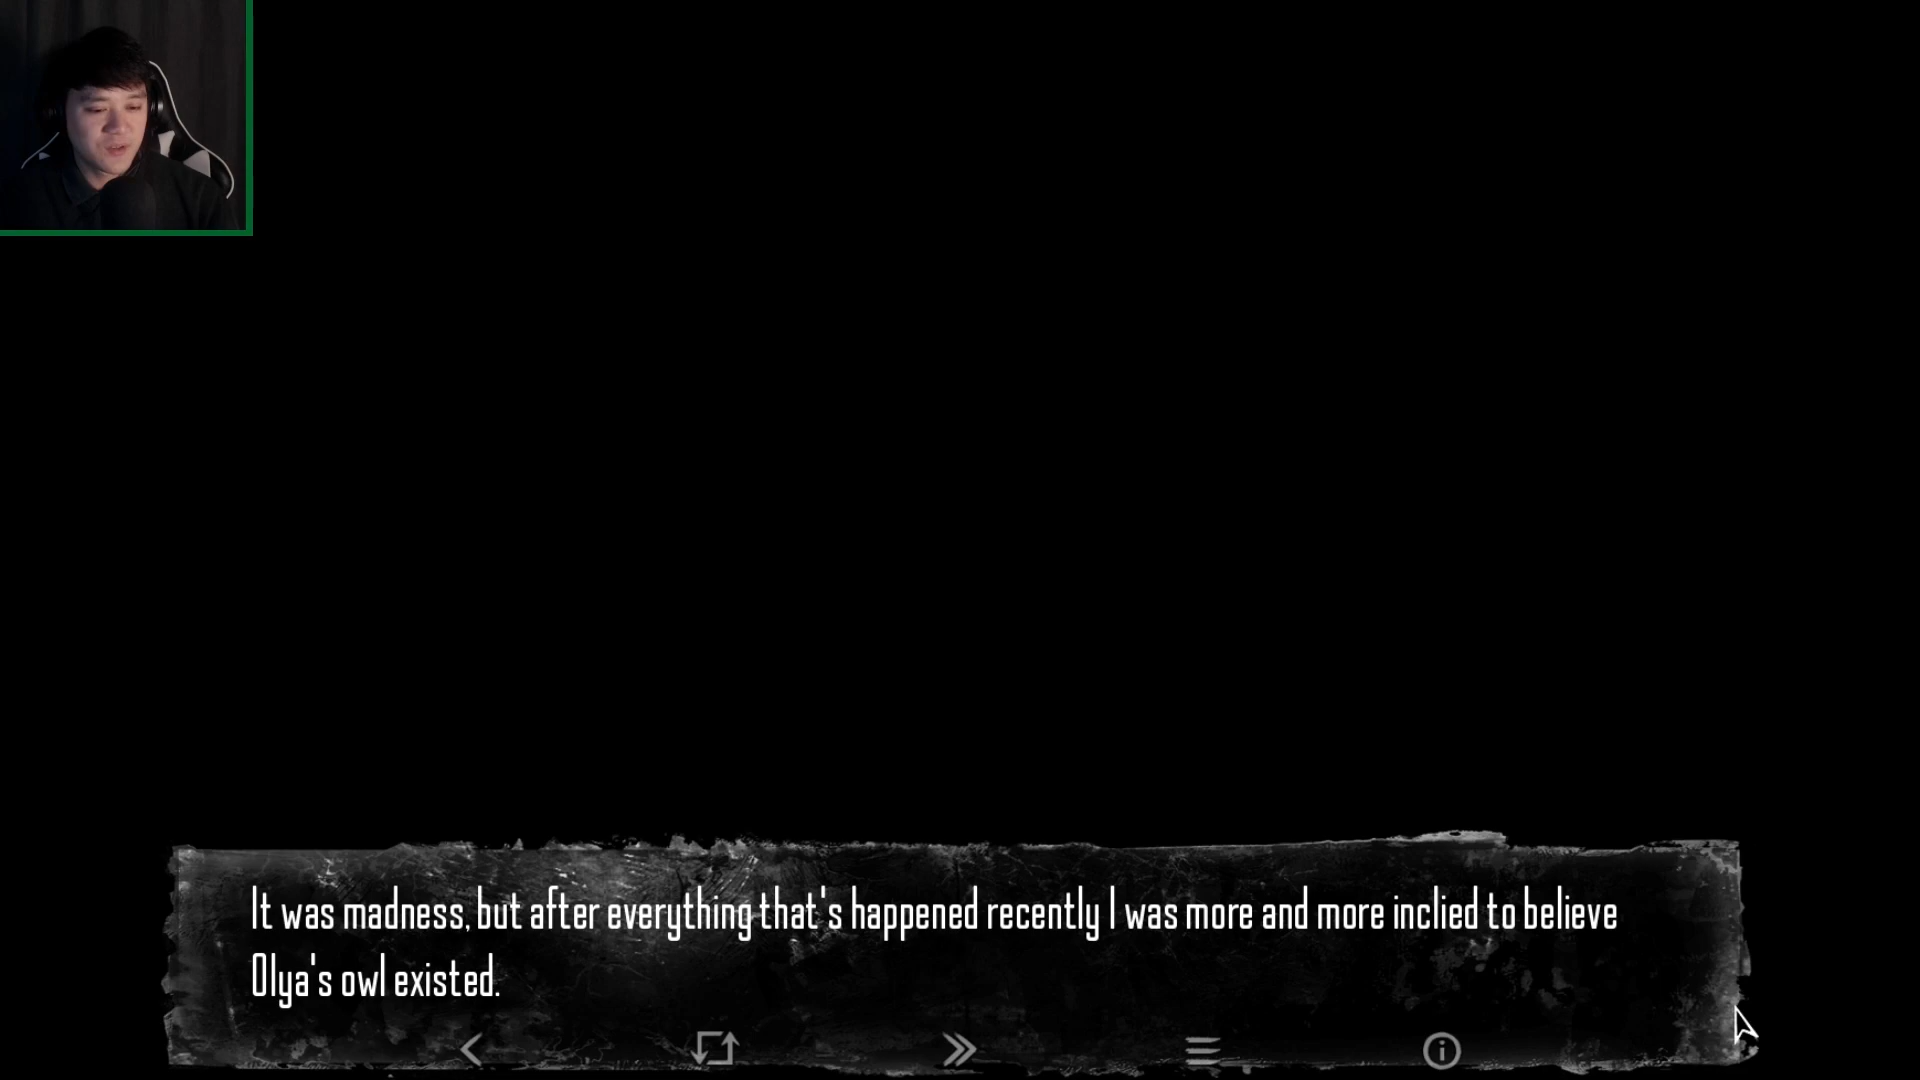 It was madness, but after everything that's happened recently I was more and more inclied to believe
Olya's owl existed.